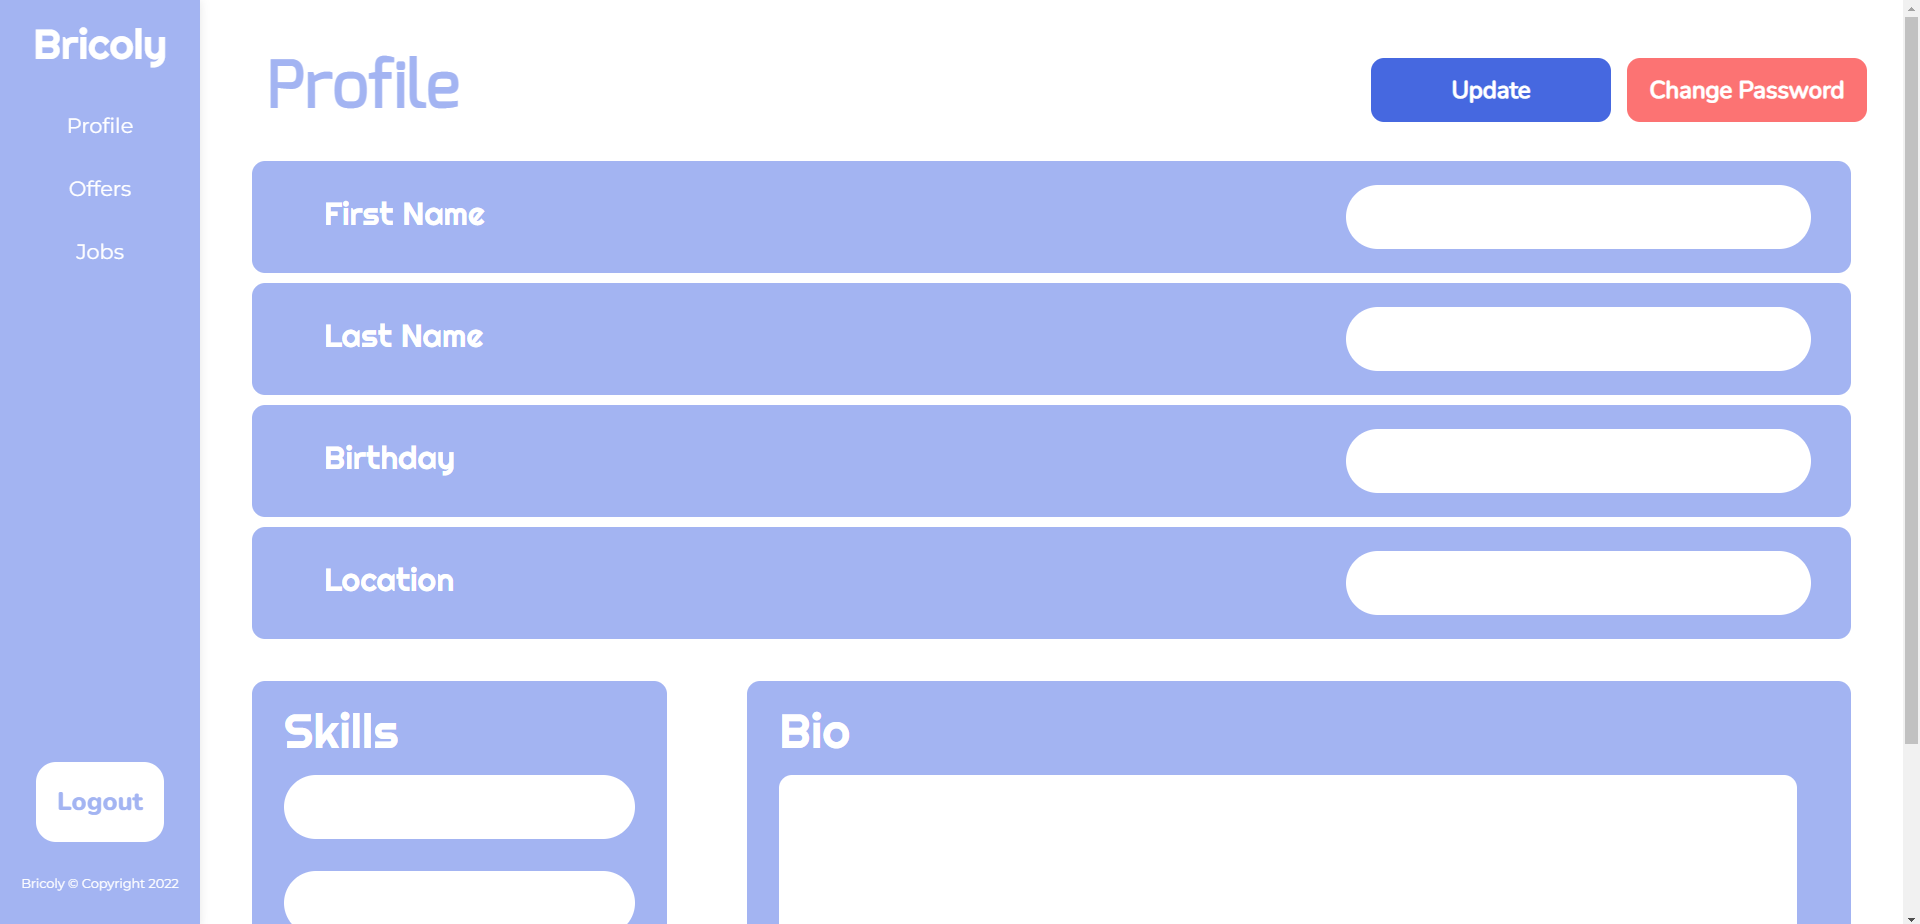 Bricoly
Profile
Offers
Jobs
Logout
Bricoly © Copyright 2022
Profile
Update
Change Password
First Name
Last Name
Birthday
Location
Skills
Bio